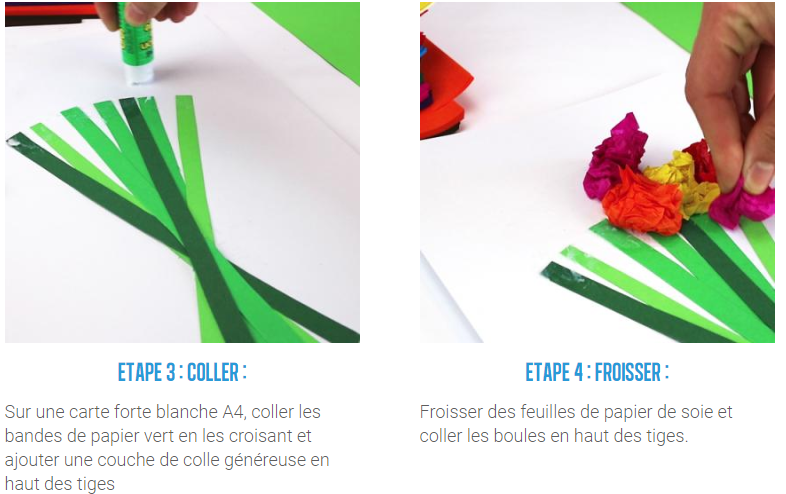 ETAPE 3 : COLLER :
Sur une carte forte blanche A4, coller les
bandes de papier vert en les croisant et
ajouter une couche de colle généreuse en
haut des tiges
ETAPE 4 : FROISSER :
Froisser des feuilles de papier de soie et
coller les boules en haut des tiges.